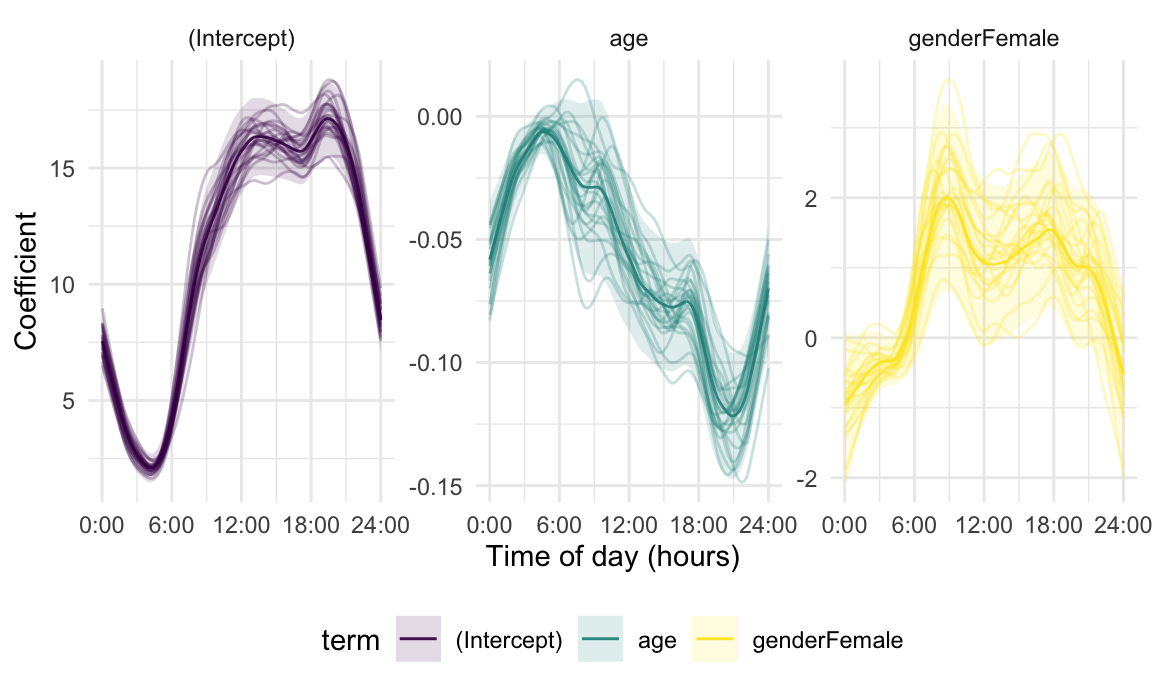 (Intercept) age genderFemale
Coefficient
15
10
5
0.00
-0.05
-0.10
-0.15
2
0
-2
0:00 6:00 12:00 18:00 24:00 0:00 6:00 12:00 18:00 24:00 0:00 6:00 12:00 18:00 24:00
Time of day (hours)
term (Intercept) age genderFemale